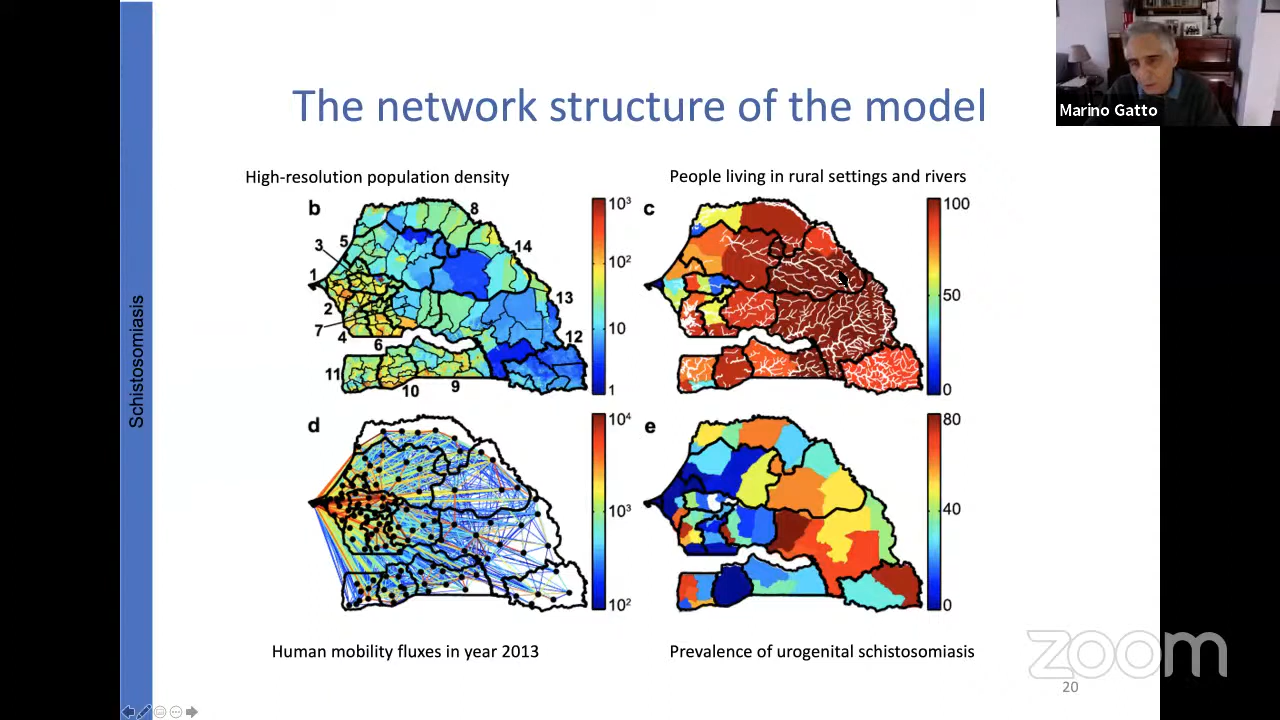 The network structure of the model
Marino Gatto
High-resolution population density
People living in rural settings and rivers
b
8
5
3
14
1
2
13
7
4
6
12
11
10
9
10³
10²
10
1
c
100
50
0
Schistosomiasis
d
10⁴
10³
10²
e
80
40
0
Human mobility fluxes in year 2013
Prevalence of urogenital schistosomiasis
zoom
20